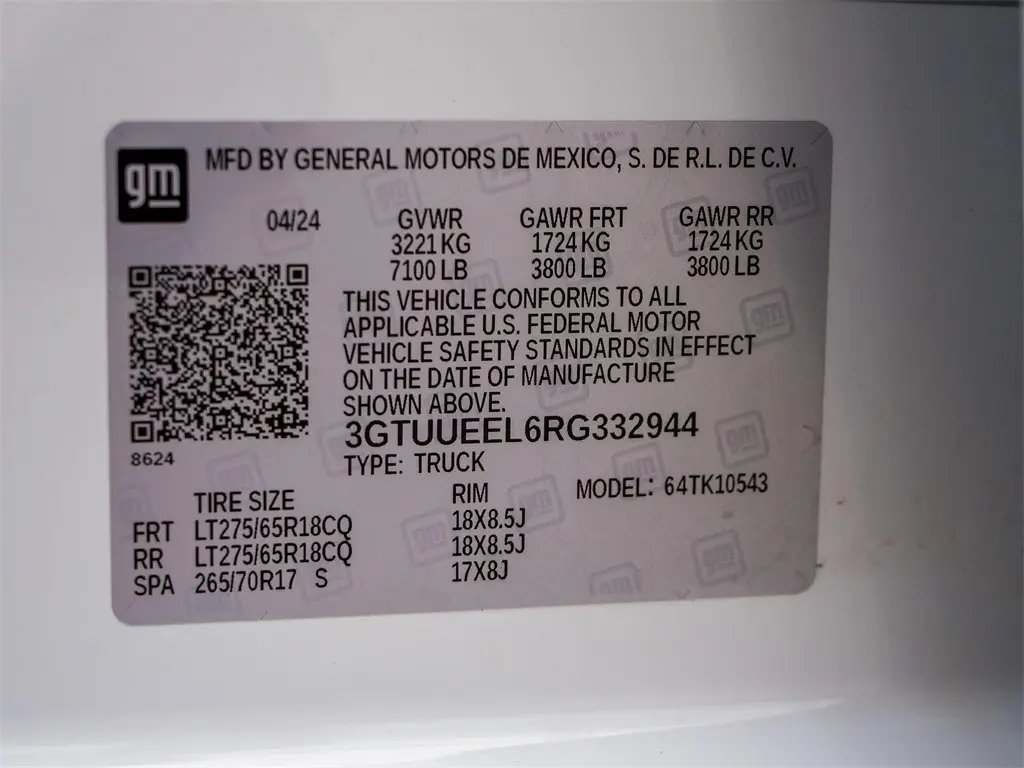 gm MFD BY GENERAL MOTORS DE MEXICO, S. DE R.L. DE C.V.
04/24 GVWR GAWR FRT GAWR RR
3221 KG 1724 KG 1724 KG
7100 LB 3800 LB 3800 LB
THIS VEHICLE CONFORMS TO ALL
APPLICABLE U.S. FEDERAL MOTOR
VEHICLE SAFETY STANDARDS IN EFFECT
ON THE DATE OF MANUFACTURE
SHOWN ABOVE.
3GTUUEEL6RG332944
8624 TYPE: TRUCK
TIRE SIZE RIM MODEL: 64TK10543
FRT LT275/65R18CQ 18X8.5J
RR LT275/65R18CQ 18X8.5J
SPA 265/70R17 S 17X8J